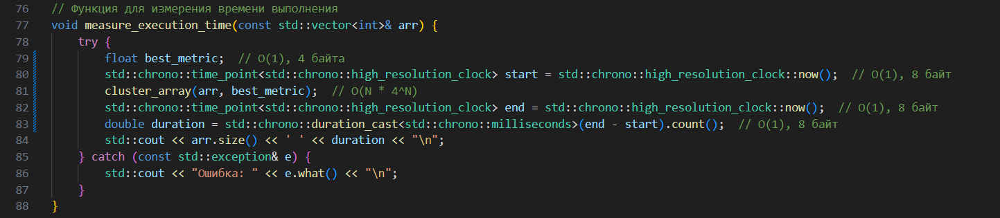 76 // Функция для измерения времени выполнения
77 void measure_execution_time(const std::vector<int>& arr) {
78     try {
79         float best_metric;  // O(1), 4 байта
80         std::chrono::time_point<std::chrono::high_resolution_clock> start = std::chrono::high_resolution_clock::now();  // O(1), 8 байт
81         cluster_array(arr, best_metric);  // O(N * 4^N)
82         std::chrono::time_point<std::chrono::high_resolution_clock> end = std::chrono::high_resolution_clock::now();  // O(1), 8 байт
83         double duration = std::chrono::duration_cast<std::chrono::milliseconds>(end - start).count();  // O(1), 8 байт
84         std::cout << arr.size() << ' ' << duration << "\n";
85     } catch (const std::exception& e) {
86         std::cout << "Ошибка: " << e.what() << "\n";
87     }
88 }